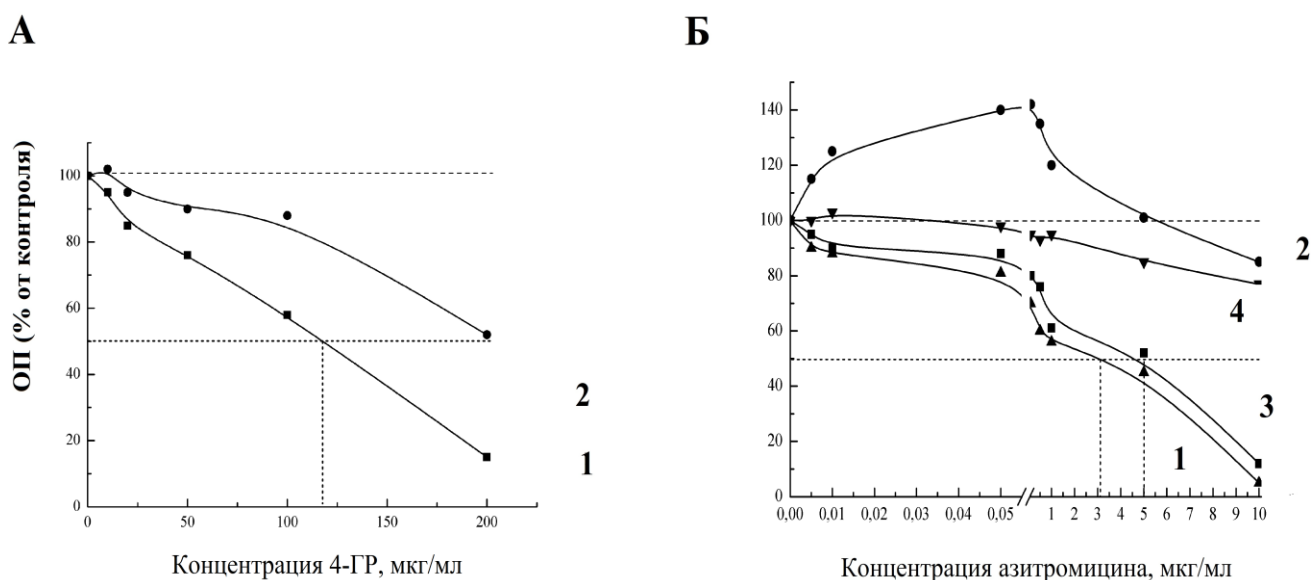 А
ОП (% от контроля)
100
80
60
40
20
0
0 50 100 150 200
2
1
Концентрация 4-ГР, мкг/мл
Б
140
120
100
80
60
40
20
0
0,00 0,01 0,02 0,03 0,04 0,05 1 2 3 4 5 6 7 8 9 10
2
4
3
1
Концентрация азитромицина, мкг/мл